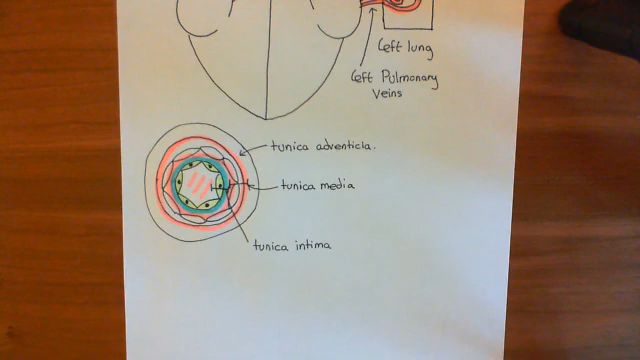 Left lung
Left Pulmonary
Veins
tunica adventicia.
tunica media
tunica intima